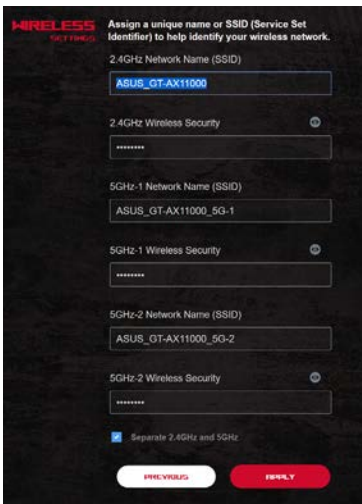 WIRELESS
SETTINGS
Assign a unique name or SSID (Service Set
Identifier) to help identify your wireless network.
2.4GHz Network Name (SSID)
ASUS_GT-AX11000
2.4GHz Wireless Security
••••••••
5GHz-1 Network Name (SSID)
ASUS_GT-AX11000_5G-1
5GHz-1 Wireless Security
••••••••
5GHz-2 Network Name (SSID)
ASUS_GT-AX11000_5G-2
5GHz-2 Wireless Security
••••••••
Separate 2.4GHz and 5GHz
PREVIOUS
APPLY